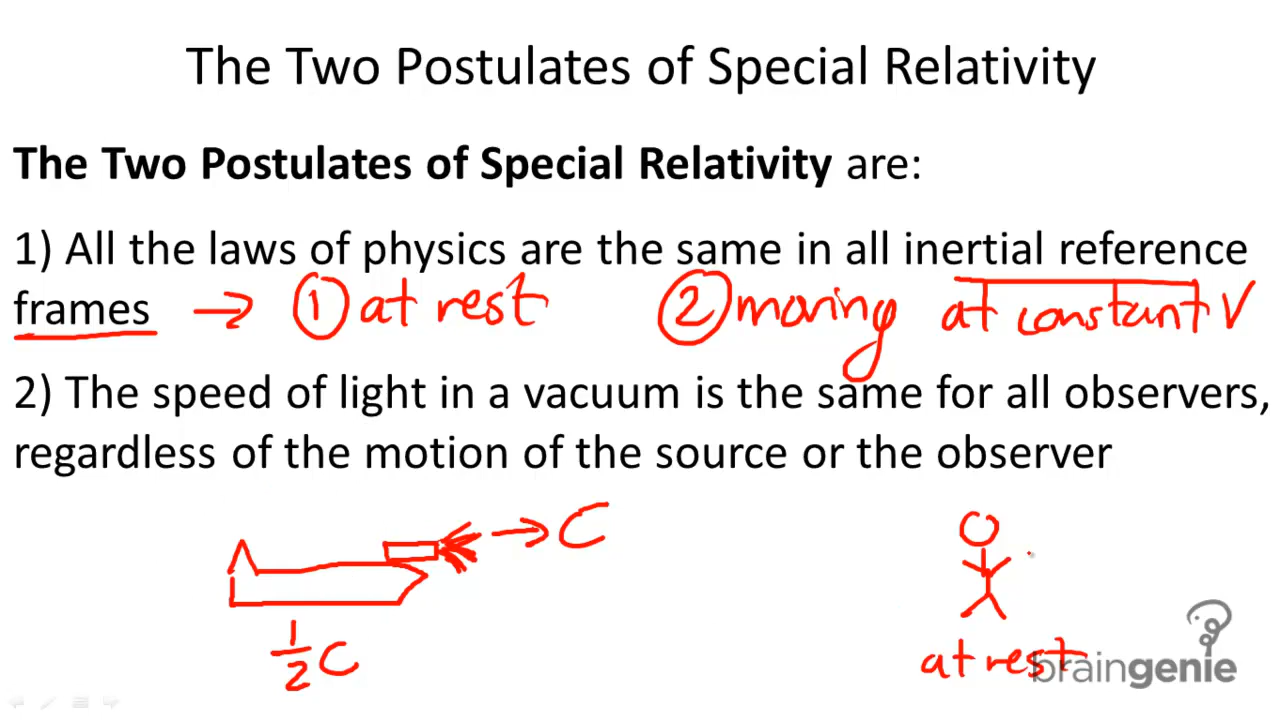 The Two Postulates of Special Relativity
The Two Postulates of Special Relativity are:
1) All the laws of physics are the same in all inertial reference
frames → ① at rest ② moving at constant V
2) The speed of light in a vacuum is the same for all observers,
regardless of the motion of the source or the observer
→ C
1/2 C
at rest
braingenie